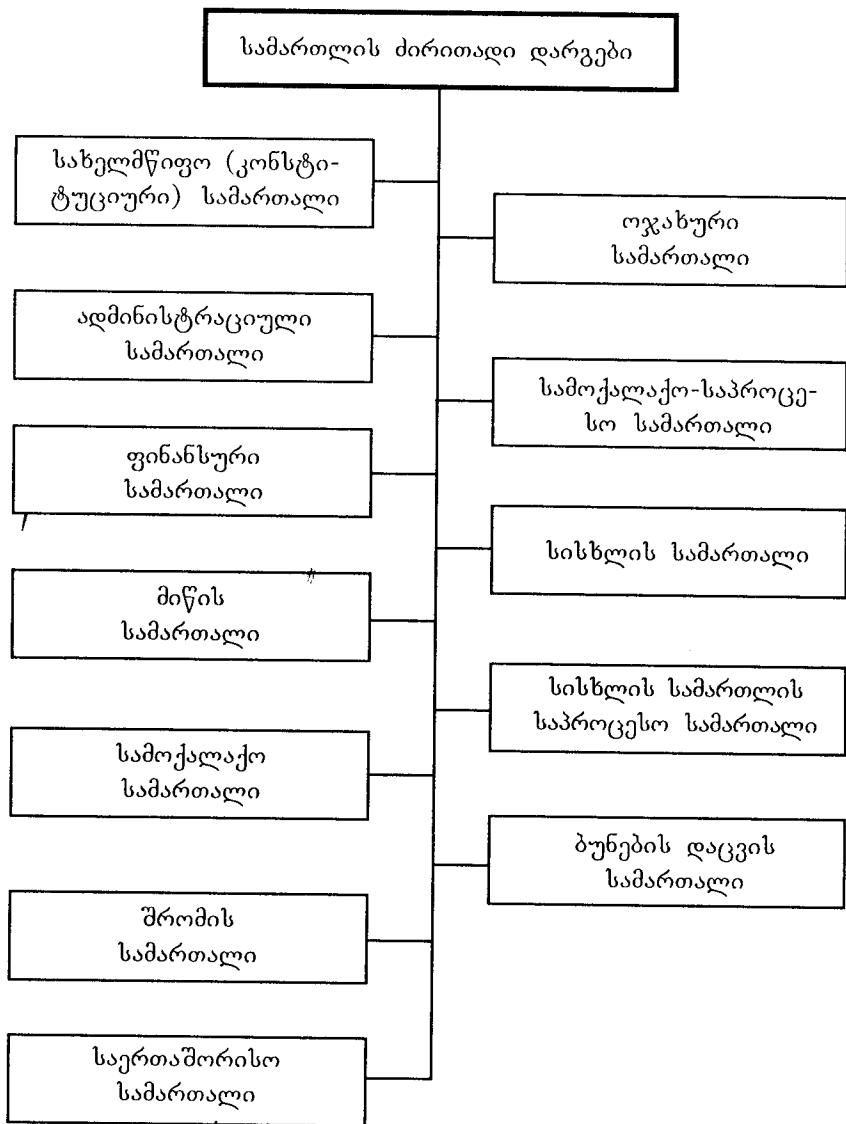 სამართლის ძირითადი დარგები
სახელმწიფო (კონსტი-
ტუციური) სამართალი
ადმინისტრაციული
სამართალი
ფინანსური
სამართალი
მიწის
სამართალი
სამოქალაქო
სამართალი
შრომის
სამართალი
საერთაშორისო
სამართალი
ოჯახური
სამართალი
სამოქალაქო-საპროცე-
სო სამართალი
სისხლის სამართალი
სისხლის სამართლის
საპროცესო სამართალი
ბუნების დაცვის
სამართალი